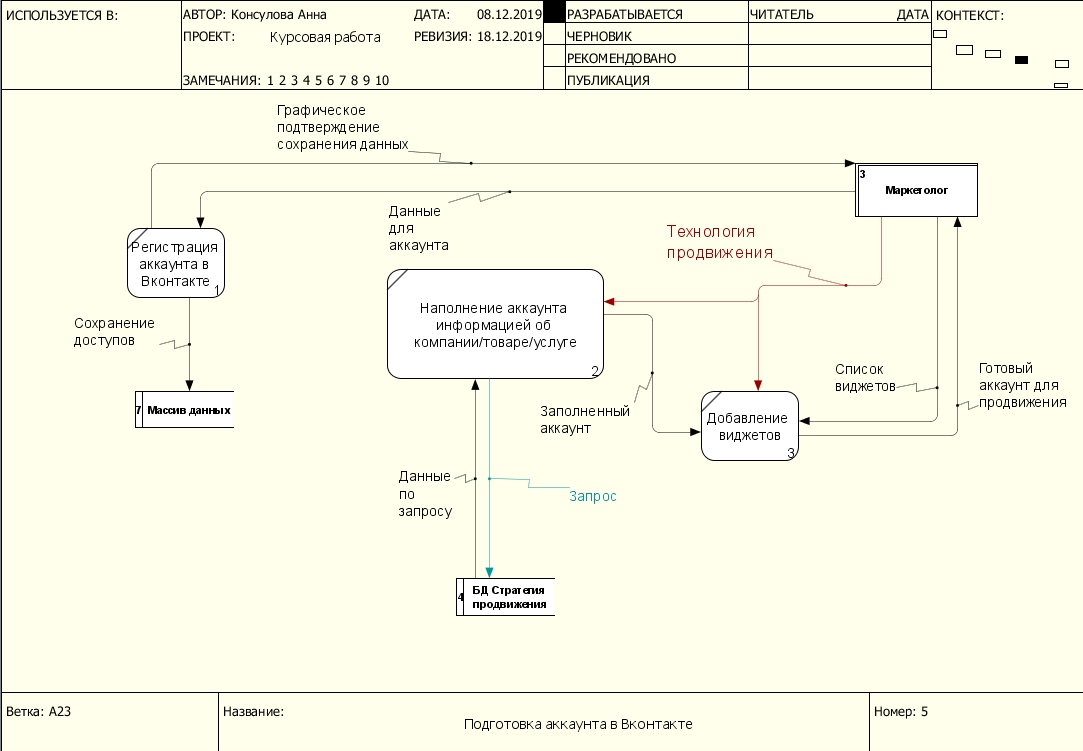 ИСПОЛЬЗУЕТСЯ В:
АВТОР: Консулова Анна
ДАТА: 08.12.2019
РАЗРАБАТЫВАЕТСЯ
ЧИТАТЕЛЬ
ДАТА
КОНТЕКСТ:
ПРОЕКТ: Курсовая работа
РЕВИЗИЯ: 18.12.2019
ЧЕРНОВИК
РЕКОМЕНДОВАНО
ЗАМЕЧАНИЯ: 1 2 3 4 5 6 7 8 9 10
ПУБЛИКАЦИЯ
Графическое
подтверждение
сохранения данных
3
Маркетолог
Данные
для
аккаунта
Технология
продвижения
Регистрация
аккаунта в
Вконтакте
1
Наполнение аккаунта
информацией об
компании/товаре/услуге
2
Сохранение
доступов
7 Массив данных
Список
виджетов
Готовый
аккаунт для
продвижения
Заполненный
аккаунт
Добавление
виджетов
3
Данные
по
запросу
Запрос
4
БД Стратегия
продвижения
Ветка: A23
Название:
Подготовка аккаунта в Вконтакте
Номер: 5